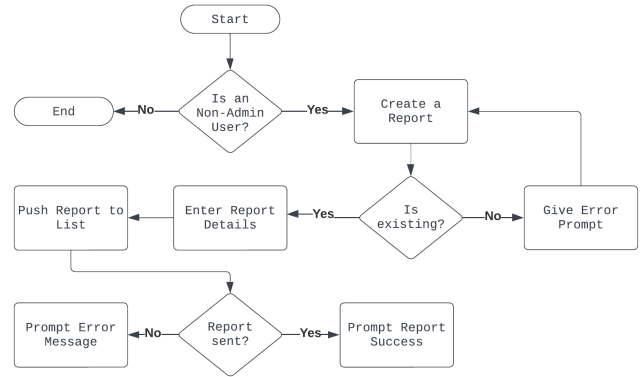 Start
Is an
Non-Admin
User?
End
No
Yes
Create a
Report
Push Report to
List
Enter Report
Details
Yes
Is
existing?
No
Give Error
Prompt
Prompt Error
Message
No
Report
sent?
Yes
Prompt Report
Success